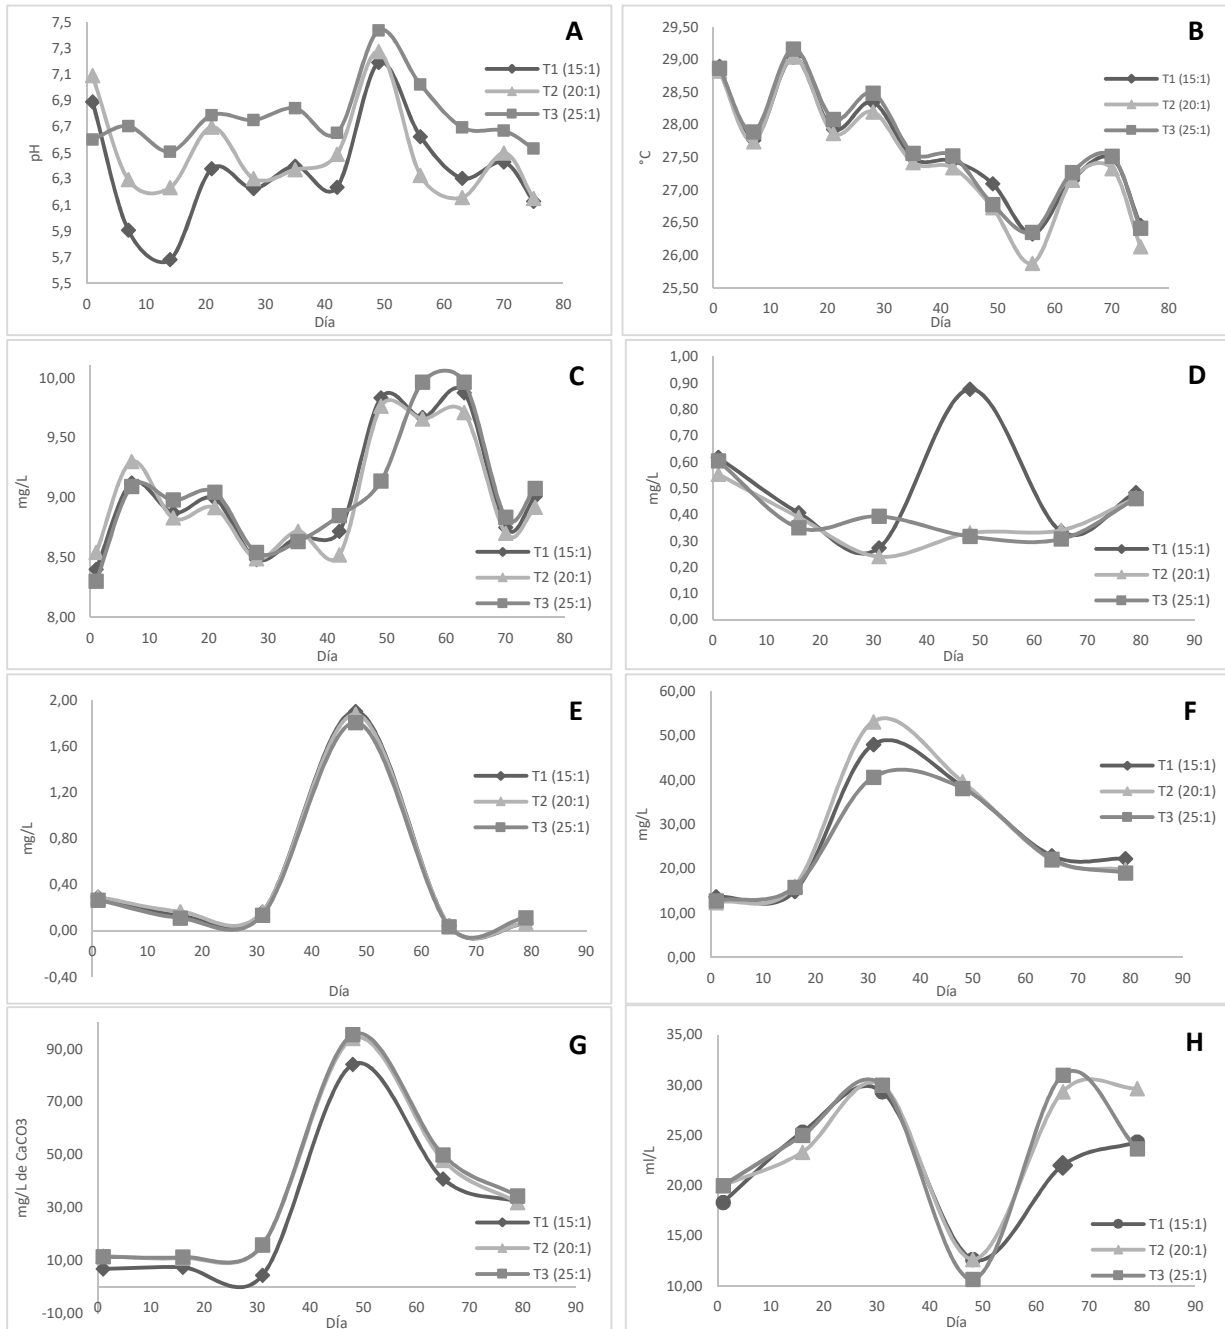 A
7,5
7,3
7,1
6,9
6,7
6,5
6,3
6,1
5,9
5,7
5,5
pH
0 10 20 30 40 50 60 70 80
Día
T1 (15:1)
T2 (20:1)
T3 (25:1)
B
29,50
29,00
28,50
28,00
27,50
27,00
26,50
26,00
25,50
°C
0 10 20 30 40 50 60 70 80
Día
T1 (15:1)
T2 (20:1)
T3 (25:1)
C
10,00
9,50
9,00
8,50
8,00
mg/L
0 10 20 30 40 50 60 70 80
Día
T1 (15:1)
T2 (20:1)
T3 (25:1)
D
1,00
0,90
0,80
0,70
0,60
0,50
0,40
0,30
0,20
0,10
0,00
mg/L
0 10 20 30 40 50 60 70 80 90
Día
T1 (15:1)
T2 (20:1)
T3 (25:1)
E
2,00
1,60
1,20
0,80
0,40
0,00
-0,40
mg/L
0 10 20 30 40 50 60 70 80 90
Día
T1 (15:1)
T2 (20:1)
T3 (25:1)
F
60,00
50,00
40,00
30,00
20,00
10,00
0,00
mg/L
0 10 20 30 40 50 60 70 80 90
Día
T1 (15:1)
T2 (20:1)
T3 (25:1)
G
90,00
70,00
50,00
30,00
10,00
-10,00
mg/L de CaCO3
0 10 20 30 40 50 60 70 80 90
Día
T1 (15:1)
T2 (20:1)
T3 (25:1)
H
35,00
30,00
25,00
20,00
15,00
10,00
ml/L
0 10 20 30 40 50 60 70 80 90
Día
T1 (15:1)
T2 (20:1)
T3 (25:1)